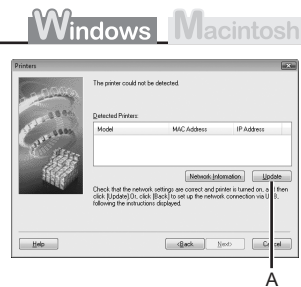 Windows Macintosh
Printers
The printer could not be detected.
Detected Printers
Model MAC Address IP Address
Network Information Update
Check that the network settings are correct and printer is turned on, and then
click [Update].Or, click [Back] to set up the network connection via USB,
following the instructions displayed.
Help <Back Next> Cancel
A